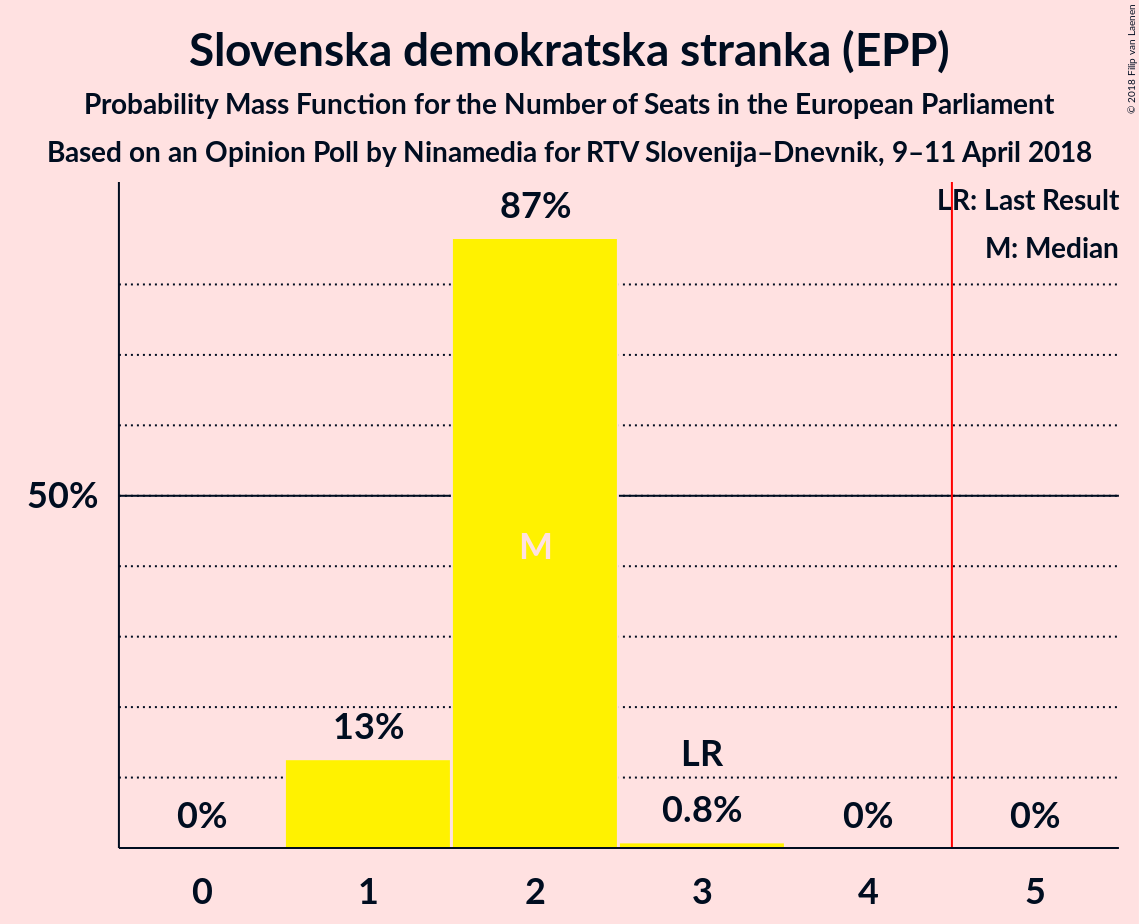 Slovenska demokratska stranka (EPP)
Probability Mass Function for the Number of Seats in the European Parliament
Based on an Opinion Poll by Ninamedia for RTV Slovenija–Dnevnik, 9–11 April 2018
© 2018 Filip van Laenen
LR: Last Result
M: Median
87%
50%
M
13%
LR
0% 0.8% 0% 0%
0 1 2 3 4 5